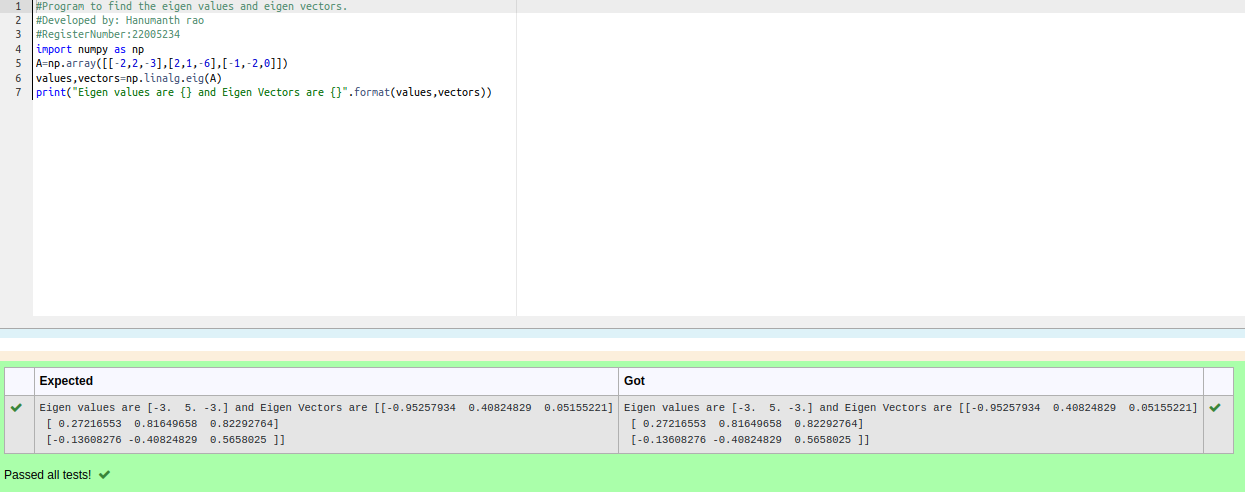 1 #Program to find the eigen values and eigen vectors.
2 #Developed by: Hanumanth rao
3 #RegisterNumber:22005234
4 import numpy as np
5 A=np.array([[-2,2,-3],[2,1,-6],[-1,-2,0]])
6 values,vectors=np.linalg.eig(A)
7 print("Eigen values are {} and Eigen Vectors are {}".format(values,vectors))
Expected Got
Eigen values are [-3.  5. -3.] and Eigen Vectors are [[-0.95257934  0.40824829  0.05155221] Eigen values are [-3.  5. -3.] and Eigen Vectors are [[-0.95257934  0.40824829  0.05155221]
[ 0.27216553  0.81649658  0.82292764] [ 0.27216553  0.81649658  0.82292764]
[-0.13608276 -0.40824829  0.5658025 ]] [-0.13608276 -0.40824829  0.5658025 ]]
Passed all tests!